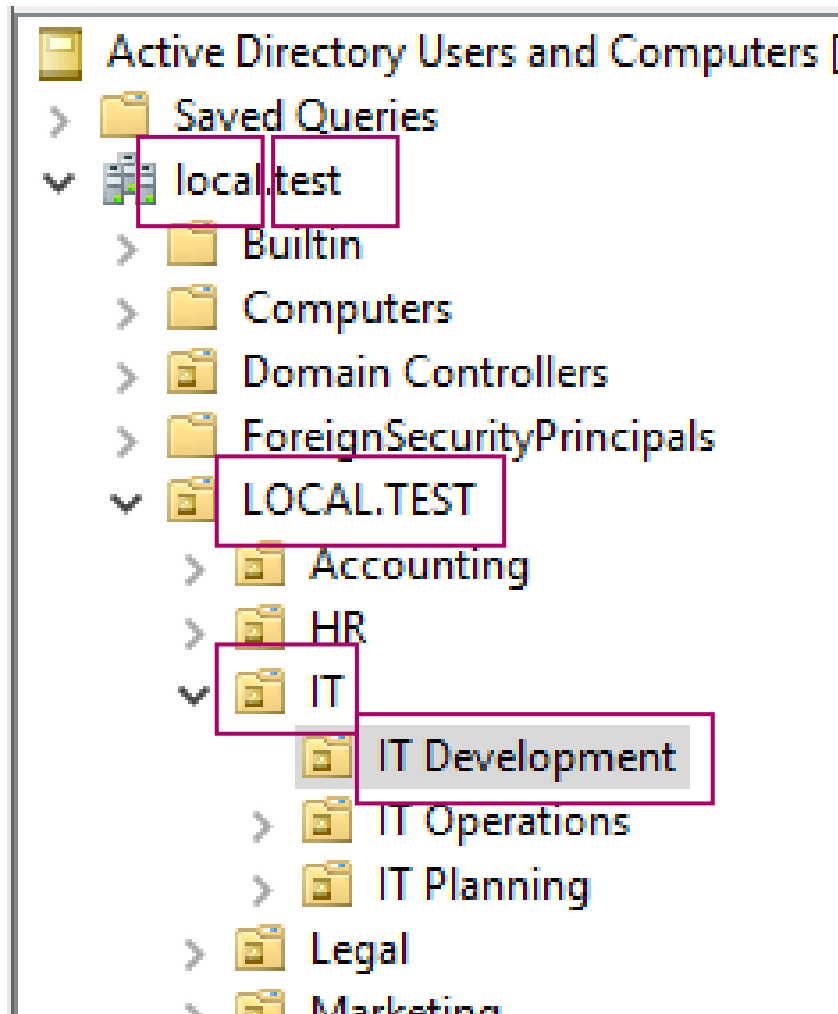 Active Directory Users and Computers [
Saved Queries
local.test
Builtin
Computers
Domain Controllers
ForeignSecurityPrincipals
LOCAL.TEST
Accounting
HR
IT
IT Development
IT Operations
IT Planning
Legal
Marketing